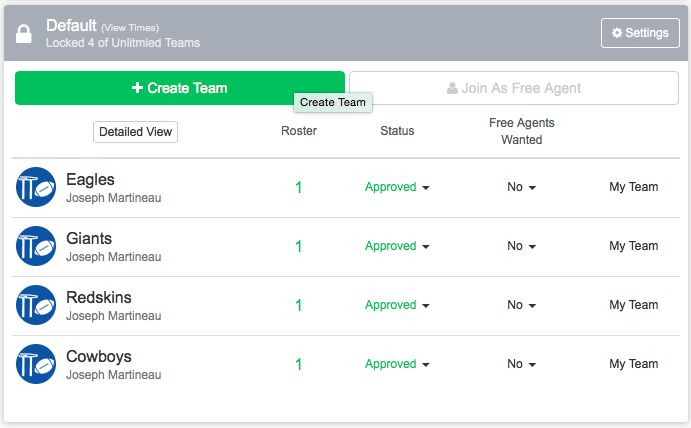 Default (View Times)
Locked 4 of Unlitmied Teams
Settings
Create Team
Join As Free Agent
Create Team
Detailed View
Roster
Status
Free Agents
Wanted
Eagles
Joseph Martineau
1
Approved
No
My Team
Giants
Joseph Martineau
1
Approved
No
My Team
Redskins
Joseph Martineau
1
Approved
No
My Team
Cowboys
Joseph Martineau
1
Approved
No
My Team